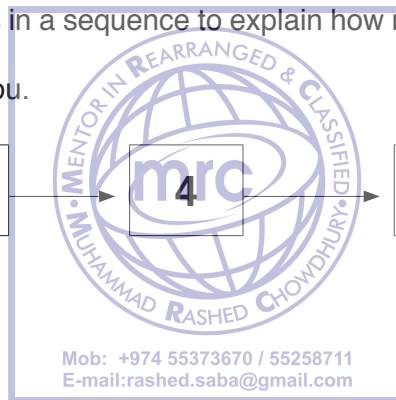 in a sequence to explain how
ou.
MENTOR IN REARRANGED & CLASSIFIED
mrc
4
MUHAMMAD RASHED CHOWDHURY
Mob: +974 55373670 / 55258711
E-mail:rashed.saba@gmail.com